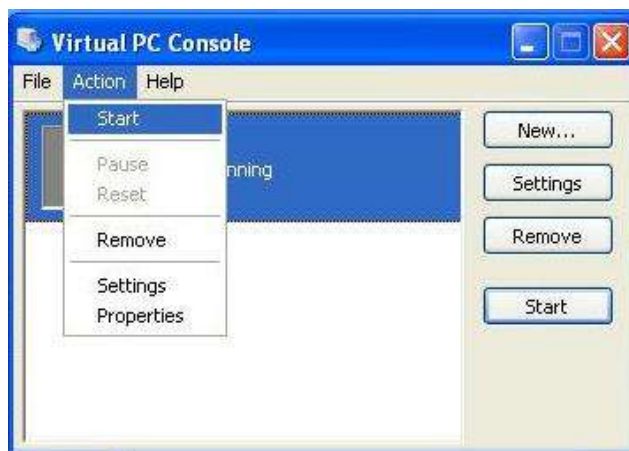 Virtual PC Console
File Action Help
Start
Pause
Reset
Remove
Settings
Properties
nning
New...
Settings
Remove
Start